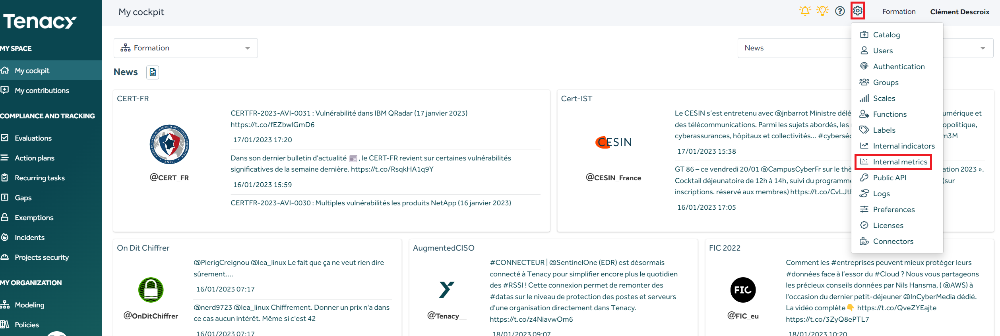 Tenacy
My cockpit
Formation
Clément Descroix
MY SPACE
My cockpit
My contributions
COMPLIANCE AND TRACKING
Evaluations
Action plans
Recurring tasks
Gaps
Exemptions
Incidents
Projects security
MY ORGANIZATION
Modeling
Policies
Formation
News
Catalog
Users
Authentication
Groups
Scales
Functions
Labels
Internal indicators
Internal metrics
Public API
Logs
Preferences
Licenses
Connectors
News
CERT-FR
@CERT_FR
CERTFR-2023-AVI-0031 : Vulnérabilité dans IBM QRadar (17 janvier 2023)
https://t.co/fEZbwlGmD6
17/01/2023 17:20
Dans son dernier bulletin d'actualité 📰, le CERT-FR revient sur certaines vulnérabilités
significatives de la semaine dernière. https://t.co/RsqkHA1q9Y
16/01/2023 15:59
CERTFR-2023-AVI-0030 : Multiples vulnérabilités les produits NetApp (16 janvier 2023)
Cert-IST
CESIN
@CESIN_France
Le CESIN s'est entretenu avec @jnbarrot Ministre délé umérique et
des télécommunications. Parmi les sujets abordés, les opolitique,
cyberassurances, hôpitaux et collectivités... #cybersé m3M
17/01/2023 15:38
GT 86 – ce vendredi 20/01 @CampusCyberFr sur le thè ation 2023 ».
Cocktail déjeunatoire de 12h à 14h, suivi du programme (sur
inscriptions. réservé aux membres) https://t.co/CvLJt
16/01/2023 17:05
On Dit Chiffrer
@OnDitChiffrer
@PierigCreignou @lea_linux Le fait que ça ne veut rien dire
sûrement....
16/01/2023 07:17
@nerd9723 @lea_linux Chiffrement. Donner un prix n'a dans
ce cas aucun intérêt. Même si c'est 42
16/01/2023 07:17
AugmentedCISO
@Tenacy__
#CONNECTEUR | @SentinelOne (EDR) est désormais
connecté à Tenacy pour simplifier encore plus le quotidien
des #RSSI ! Cette connexion permet de remonter des
#datas sur le niveau de protection des postes et serveurs
d'une organisation directement dans Tenacy.
https://t.co/z4NiavwOm6
18/01/2023 09:07
FIC 2022
FIC
@FIC_eu
Comment les #entreprises peuvent mieux protéger leurs
#données face à l'essor du #Cloud ? Nous vous partageons
les précieux conseils données par Nils Hansma, ( @AWS) à
l'occasion du dernier petit-déjeuner @InCyberMedia dédié.
La vidéo complète👇 https://t.co/QveZYEajte
https://t.co/3ZyQ8ePTL7
18/01/2023 10:20